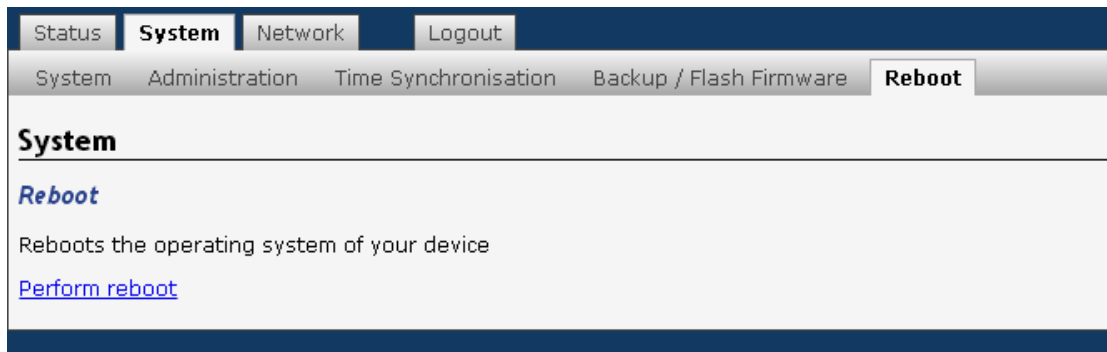 Status System Network Logout
System Administration Time Synchronisation Backup / Flash Firmware Reboot
System
Reboot
Reboots the operating system of your device
Perform reboot